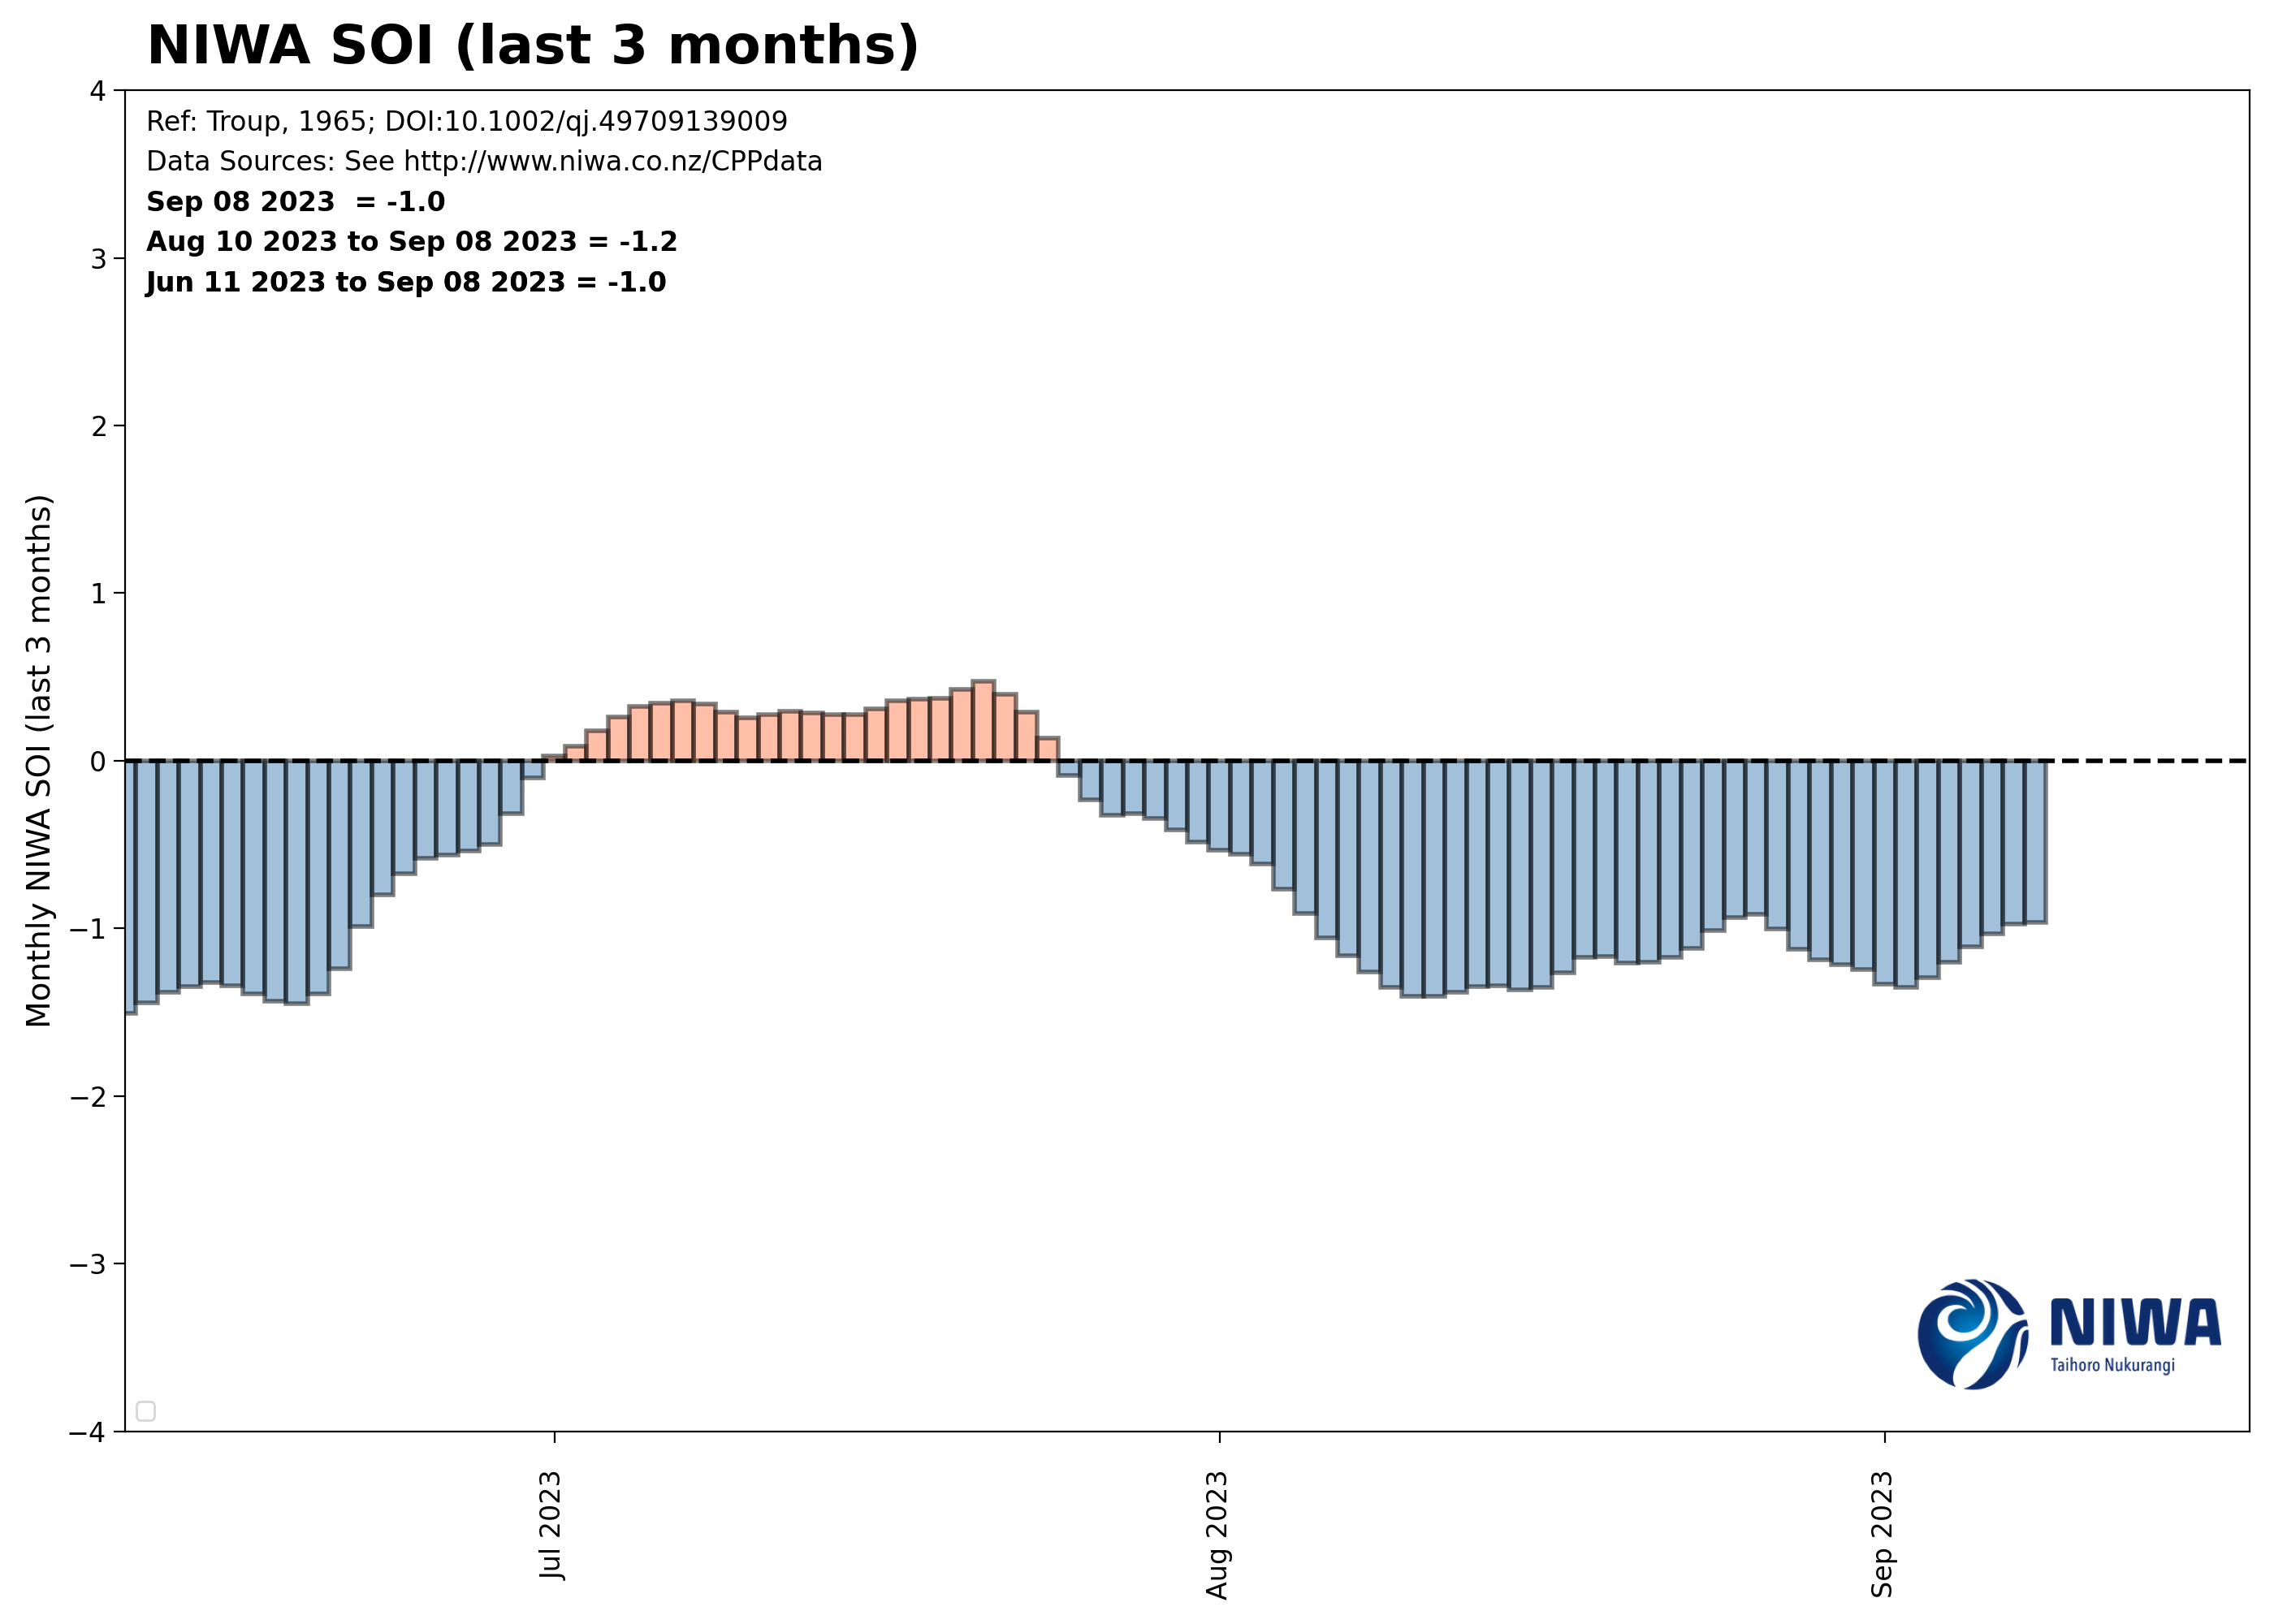 NIWA SOI (last 3 months)
Ref: Troup, 1965; DOI:10.1002/qj.49709139009
Data Sources: See http://www.niwa.co.nz/CPPdata
Sep 08 2023  = -1.0
Aug 10 2023 to Sep 08 2023 = -1.2
Jun 11 2023 to Sep 08 2023 = -1.0
Monthly NIWA SOI (last 3 months)
4
3
2
1
0
−1
−2
−3
−4
Jul 2023
Aug 2023
Sep 2023
NIWA
Taihoro Nukurangi